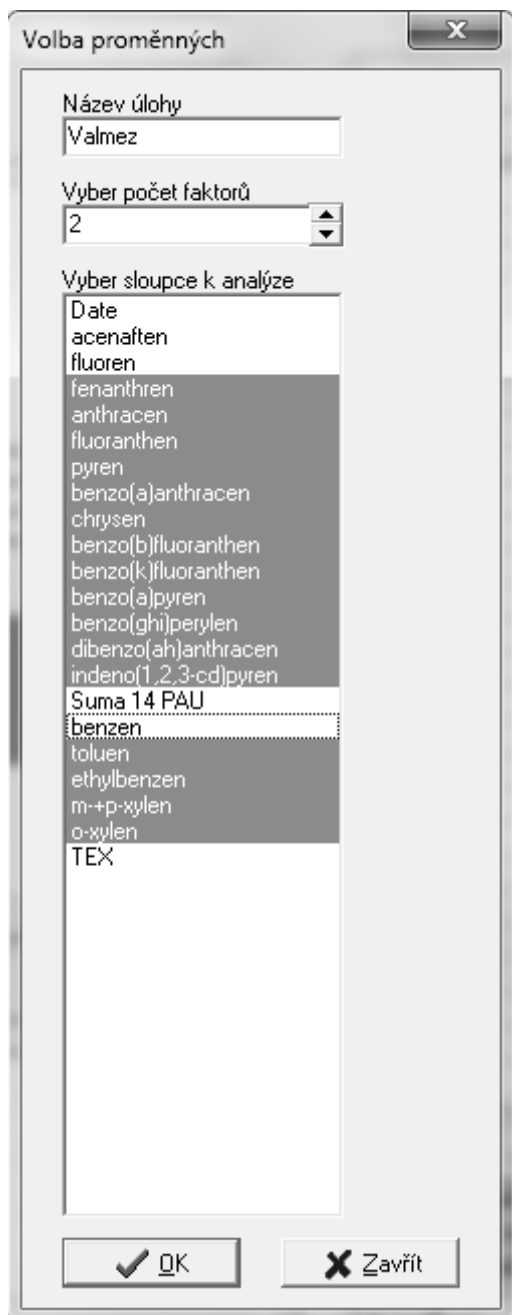 Volba proměnných
Název úlohy
Valmez
Vyber počet faktorů
2
Vyber sloupce k analýze
Date
acenaften
fluoren
fenanthren
anthracen
fluoranthen
pyren
benzo(a)anthracen
chrysen
benzo(b)fluoranthen
benzo(k)fluoranthen
benzo(a)pyren
benzo(ghi)perylen
dibenzo(ah)anthracen
indeno(1,2,3-cd)pyren
Suma 14 PAU
benzen
toluen
ethylbenzen
m-+p-xylen
o-xylen
TEX
OK Zavřít